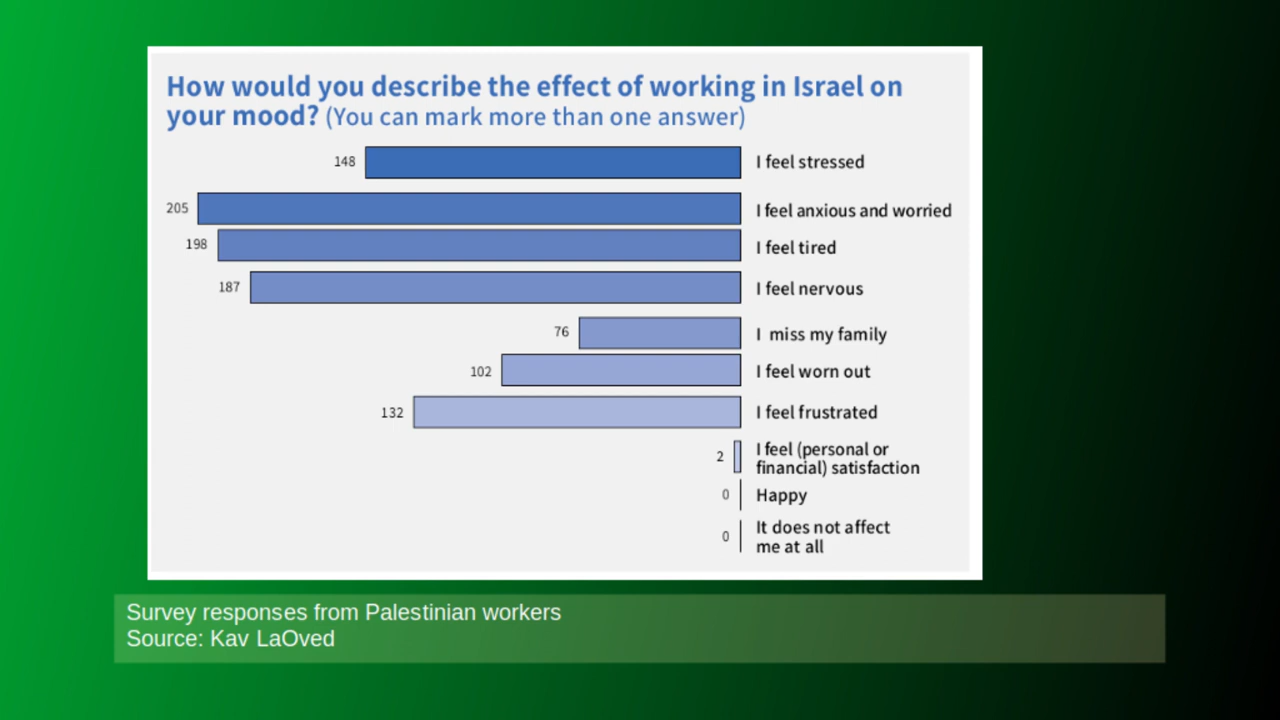 How would you describe the effect of working in Israel on
your mood? (You can mark more than one answer)
148 I feel stressed
205 I feel anxious and worried
198 I feel tired
187 I feel nervous
76 I miss my family
102 I feel worn out
132 I feel frustrated
2 I feel (personal or
financial) satisfaction
0 Happy
0 It does not affect
me at all
Survey responses from Palestinian workers
Source: Kav LaOved